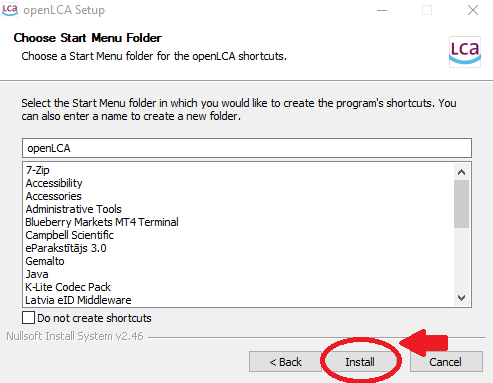 openLCA Setup
Choose Start Menu Folder
Choose a Start Menu folder for the openLCA shortcuts.
LCa
Select the Start Menu folder in which you would like to create the program's shortcuts. You
can also enter a name to create a new folder.
openLCA
7-Zip
Accessibility
Accessories
Administrative Tools
Blueberry Markets MT4 Terminal
Campbell Scientific
eParakstītājs 3.0
Gemalto
Java
K-Lite Codec Pack
Latvia eID Middleware
Do not create shortcuts
Nullsoft Install System v2.46
< Back Install Cancel